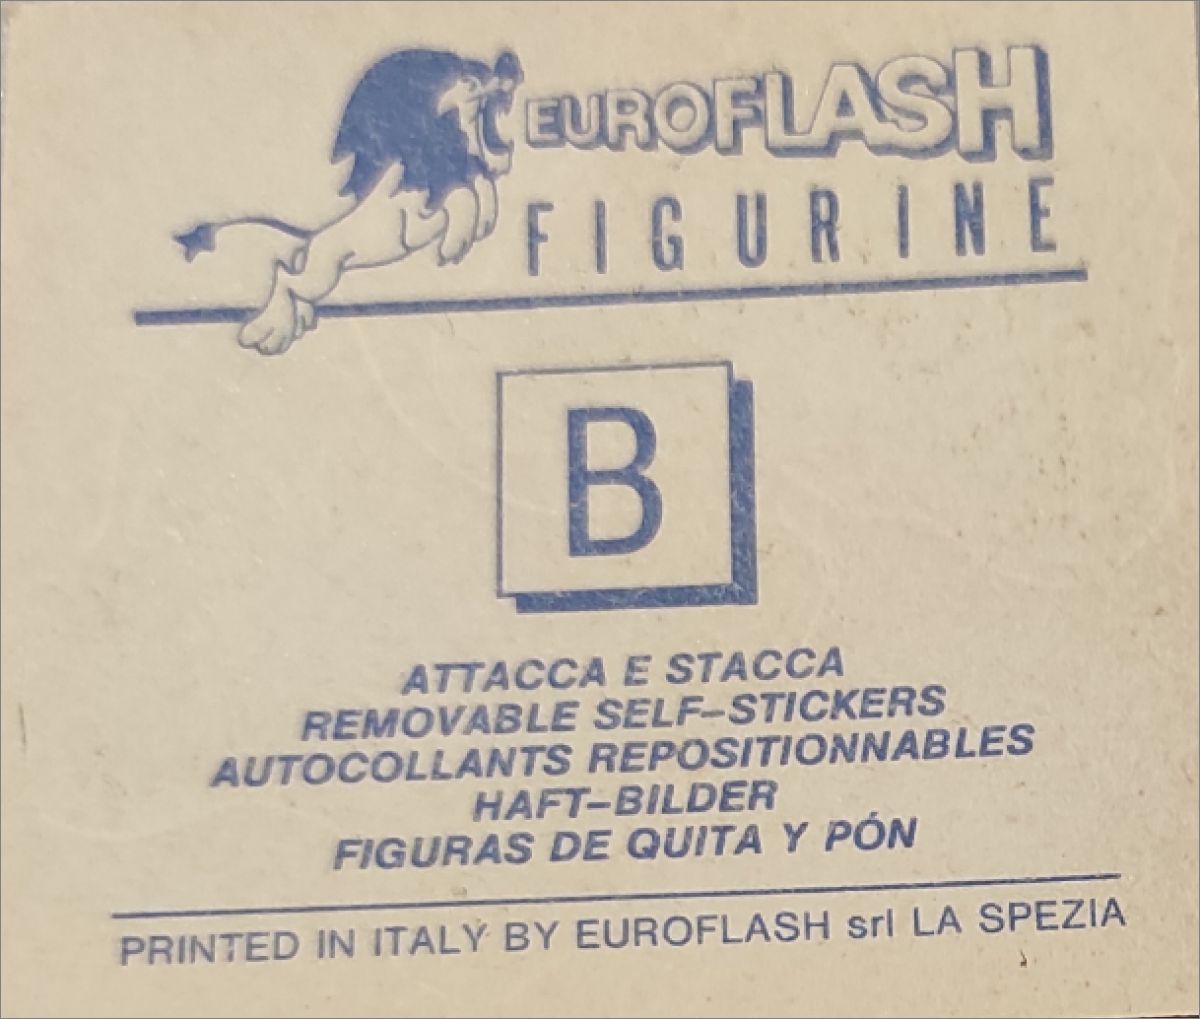 EUROFLASH
FIGURINE
B
ATTACCA E STACCA
REMOVABLE SELF-STICKERS
AUTOCOLLANTS REPOSITIONNABLES
HAFT-BILDER
FIGURAS DE QUITA Y PÓN
PRINTED IN ITALY BY EUROFLASH srl LA SPEZIA